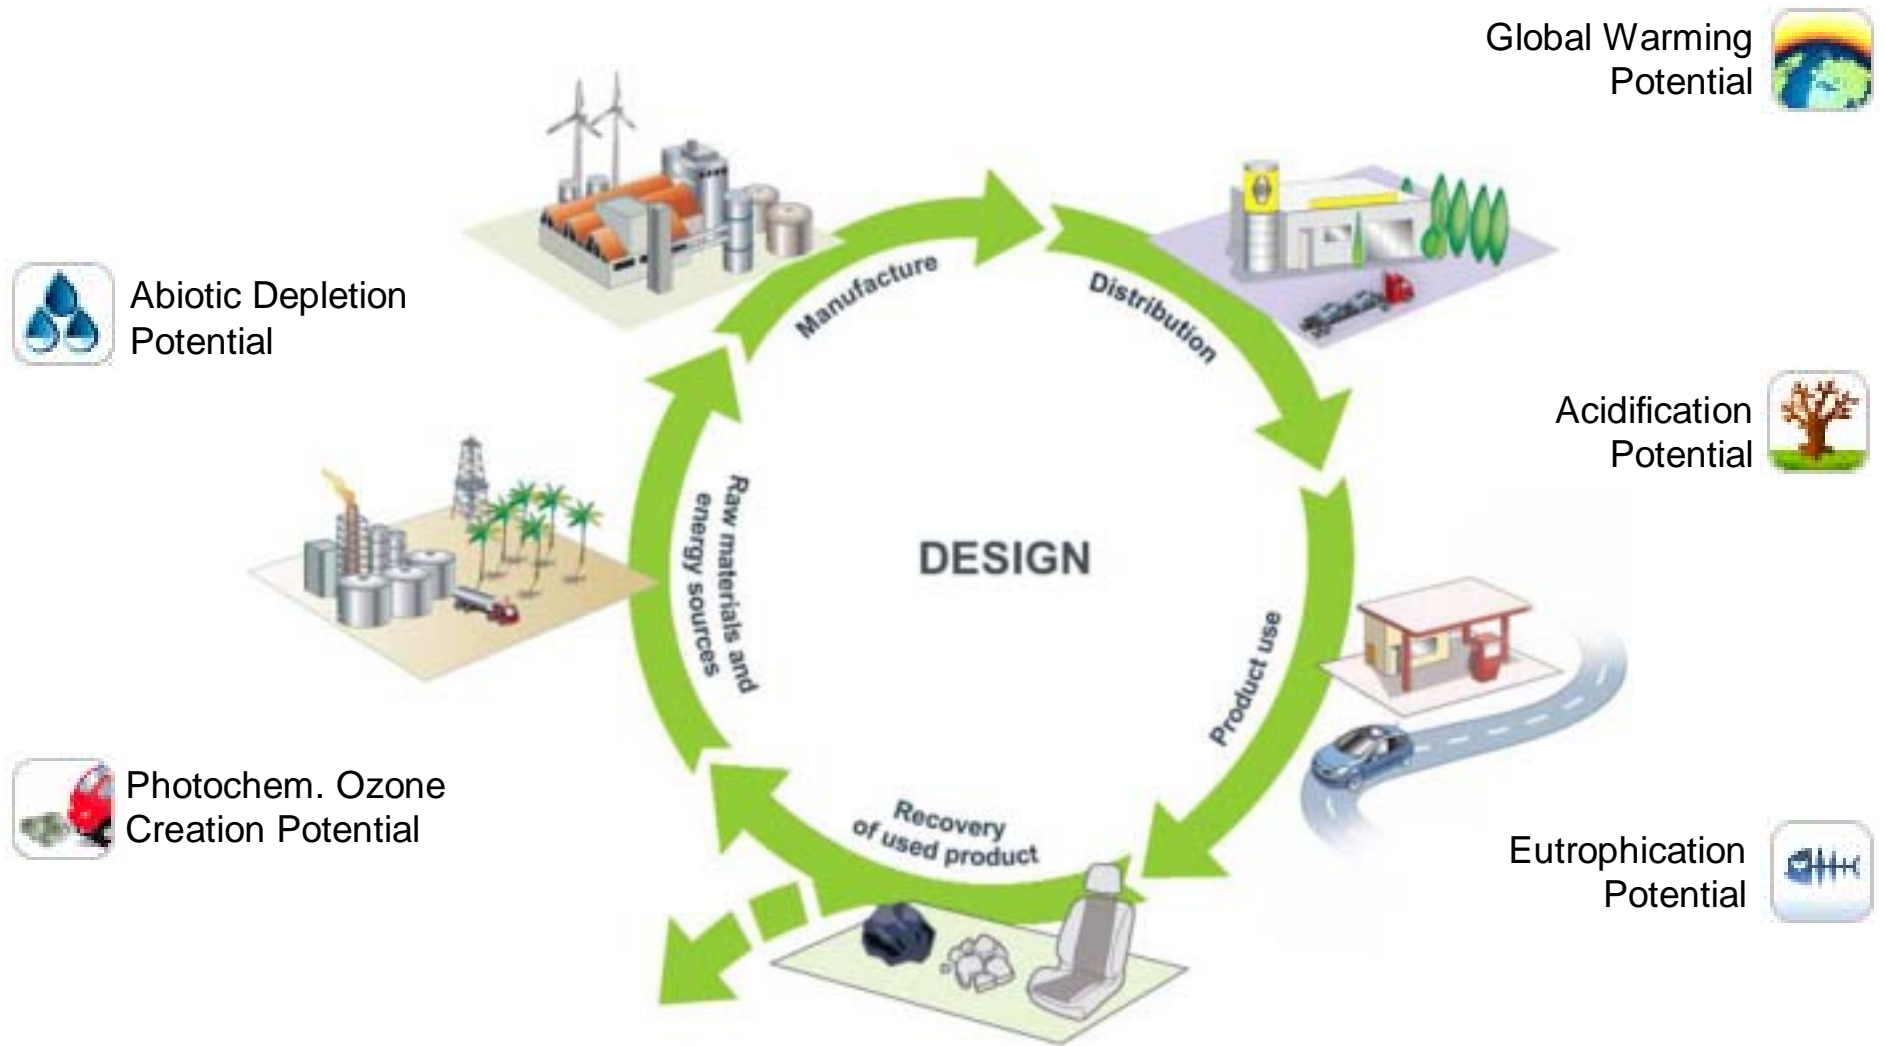 Global Warming
Potential
Abiotic Depletion
Potential
Manufacture
Distribution
Acidification
Potential
Raw materials and
energy sources
DESIGN
Product use
Photochem. Ozone
Creation Potential
Recovery
of used product
Eutrophication
Potential